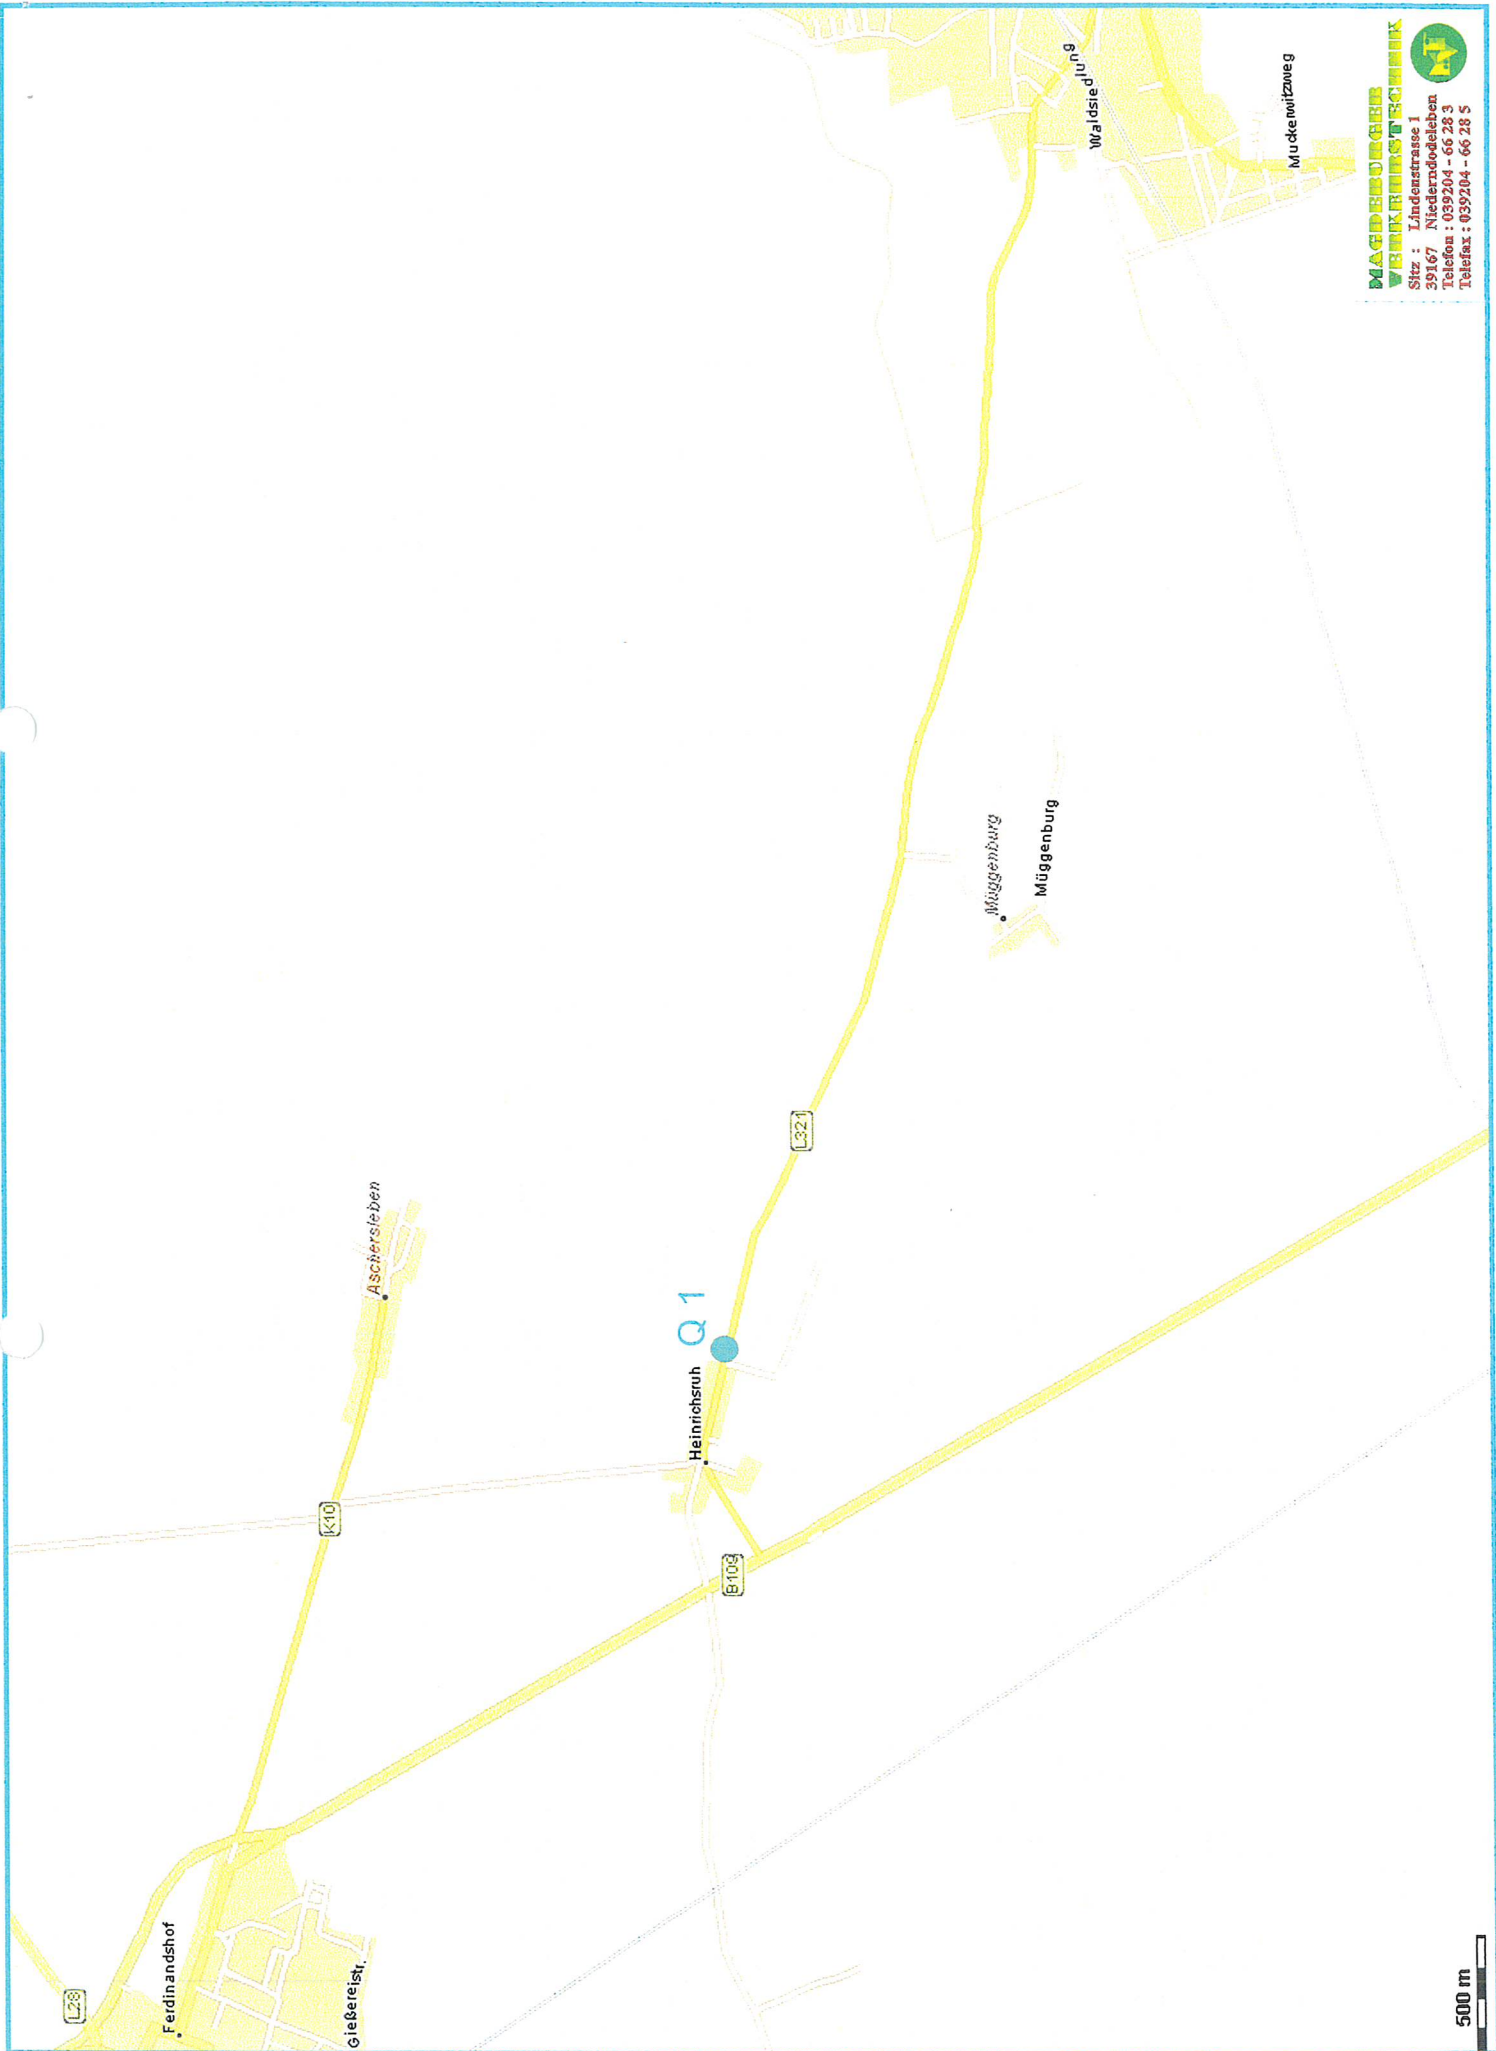 L28
Ferdinandshof
Gießereistr.
K10
Aschersleben
B109
Heinrichsruh
Q 1
L321
Müggenburg
Müggenburg
Waldsiedlung
Muckenwitzweg
500 m
MAGDEBURGER
VERKEHRSTECHNIK
Sitz : Lindenstrasse 1
39167 Niederndodeleben
Telefon : 039204 - 66 28 3
Telefax : 039204 - 66 28 5